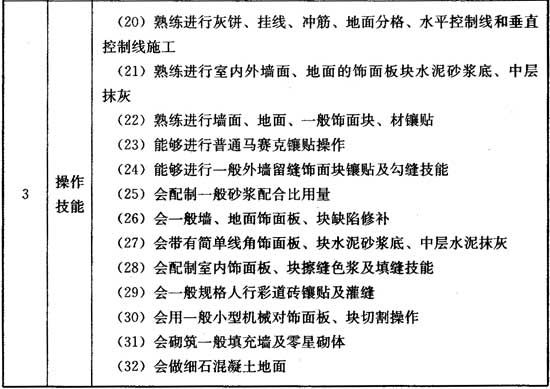 （20）熟练进行灰饼、挂线、冲筋、地面分格、水平控制线和垂直
控制线施工
（21）熟练进行室内外墙面、地面的饰面板块水泥砂浆底、中层
抹灰
（22）熟练进行墙面、地面、一般饰面块、材镶贴
（23）能够进行普通马赛克镶贴操作
（24）能够进行一般外墙留缝饰面块镶贴及勾缝技能
3
操作
技能
（25）会配制一般砂浆配合比用量
（26）会一般墙、地面饰面板、块缺陷修补
（27）会带有简单线角饰面板、块水泥砂浆底、中层水泥抹灰
（28）会配制室内饰面板、块擦缝色浆及填缝技能
（29）会一般规格人行彩道砖镶贴及灌缝
（30）会用一般小型机械对饰面板、块切割操作
（31）会砌筑一般填充墙及零星砌体
（32）会做细石混凝土地面